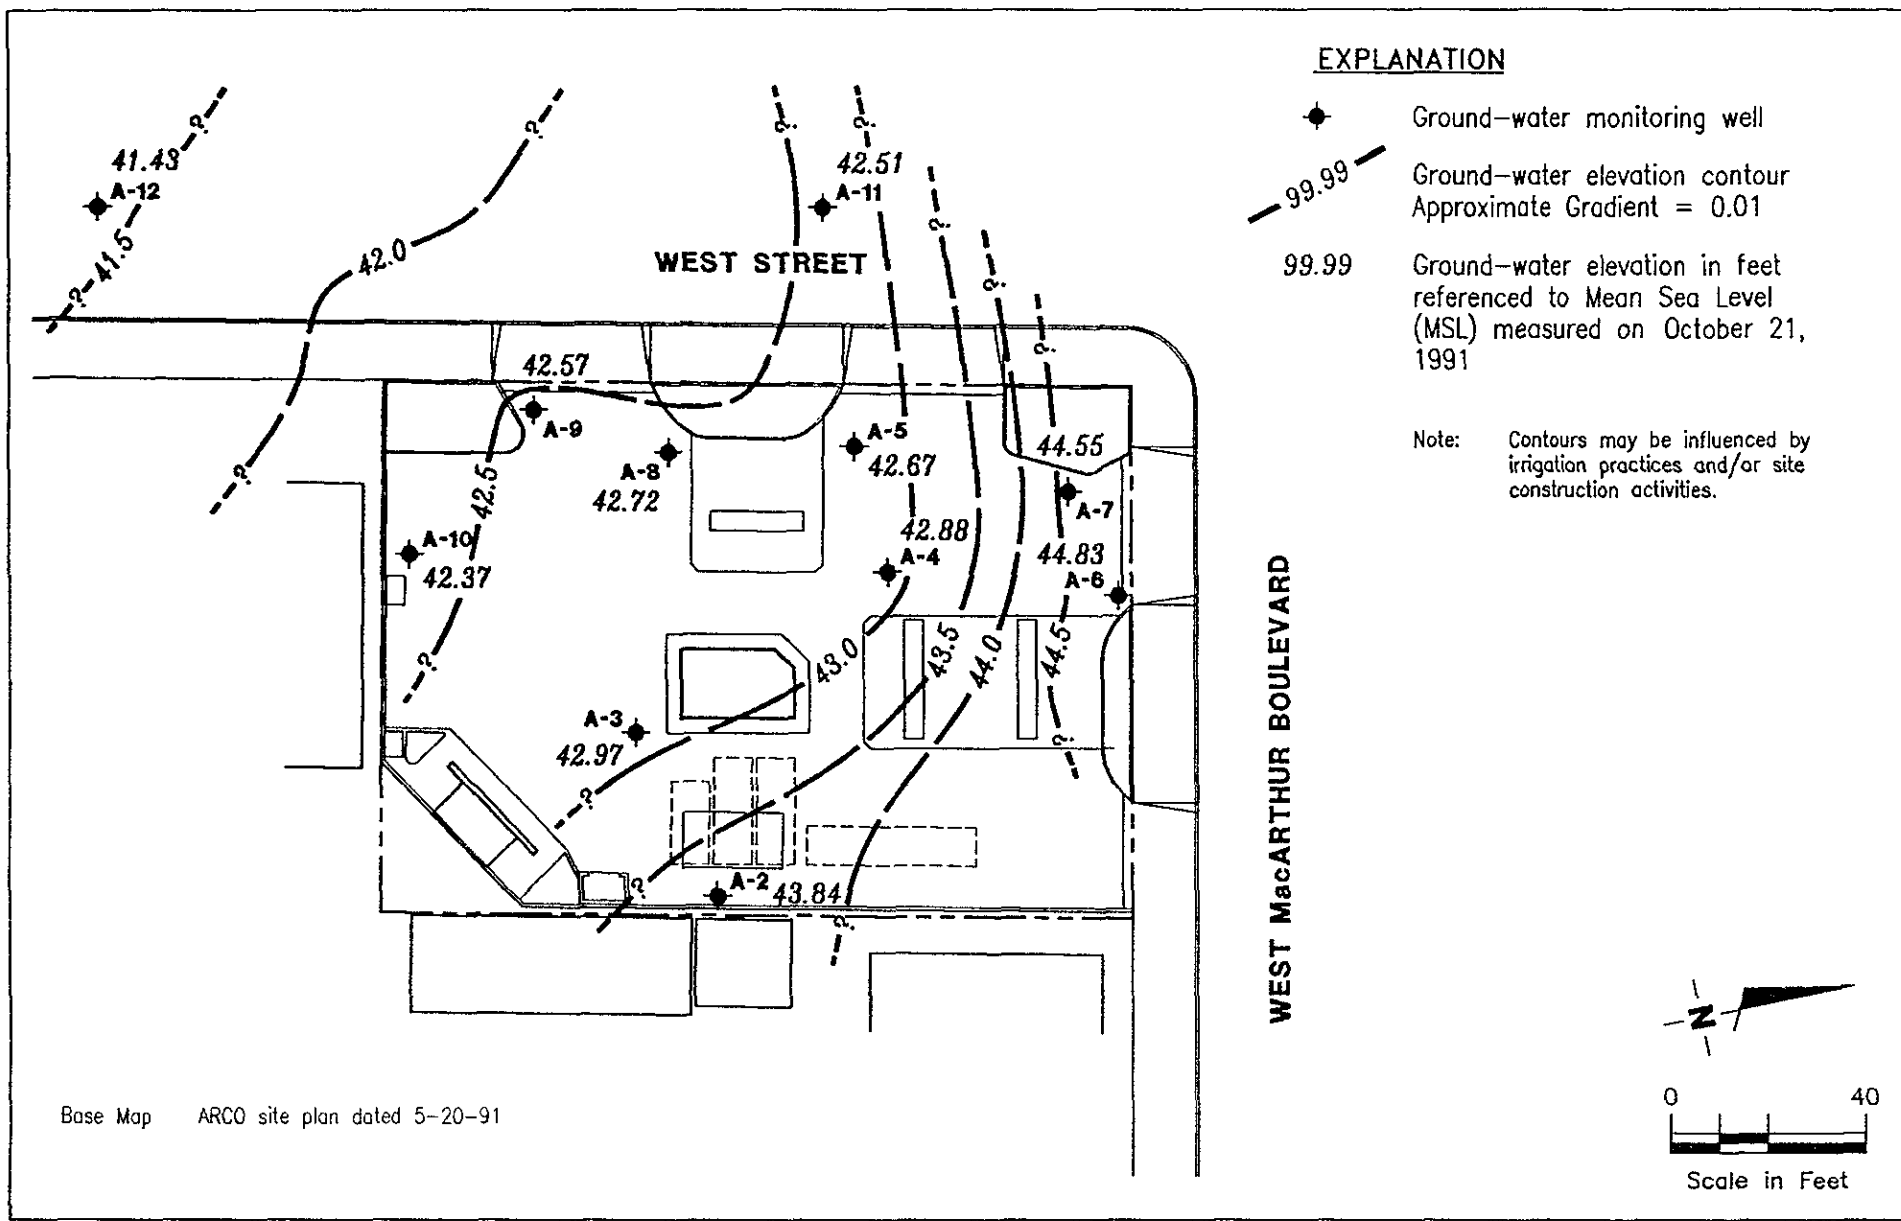 EXPLANATION
Ground-water monitoring well
99.99
Ground-water elevation contour
Approximate Gradient = 0.01
99.99
Ground-water elevation in feet
referenced to Mean Sea Level
(MSL) measured on October 21,
1991
Note: Contours may be influenced by
irrigation practices and/or site
construction activities.
?
?
?
?
41.43
A-12
41.5
?
42.0
?
42.51
A-11
WEST STREET
?
?
?
42.57
A-9
A-8
42.72
A-5
42.67
44.55
A-7
42.5
A-10
42.37
?
42.88
A-4
44.83
A-6
43.0
43.5
44.0
44.5
?
A-3
42.97
?
?
A-2
43.84
?
WEST MacARTHUR BOULEVARD
N
Base Map ARCO site plan dated 5-20-91
0 40
Scale in Feet